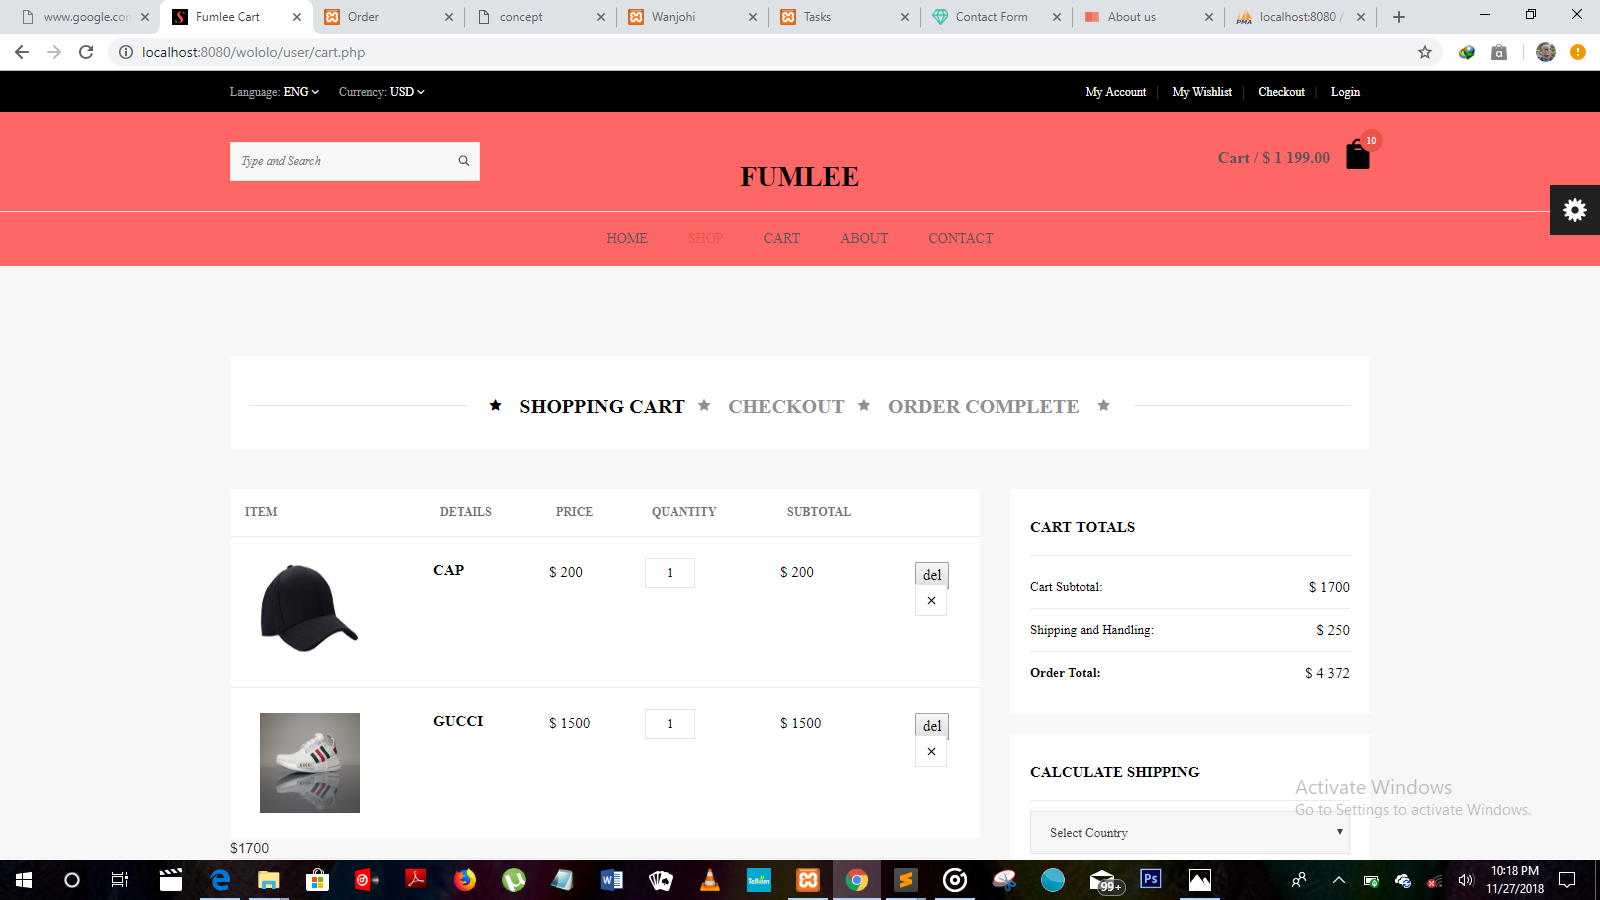 www.google.com
Fumlee Cart
Order
concept
Wanjohi
Tasks
Contact Form
About us
localhost:8080 /
localhost:8080/wololo/user/cart.php
Language: ENG
Currency: USD
My Account
My Wishlist
Checkout
Login
Type and Search
FUMLEE
Cart / $ 1 199.00
10
HOME
SHOP
CART
ABOUT
CONTACT
SHOPPING CART
CHECKOUT
ORDER COMPLETE
ITEM DETAILS PRICE QUANTITY SUBTOTAL
CAP $ 200 1 $ 200 del
×
GUCCI $ 1500 1 $ 1500 del
×
$1700
CART TOTALS
Cart Subtotal: $ 1700
Shipping and Handling: $ 250
Order Total: $ 4 372
CALCULATE SHIPPING
Select Country
Activate Windows
Go to Settings to activate Windows.
Telkom
99+
Ps
10:18 PM
11/27/2018